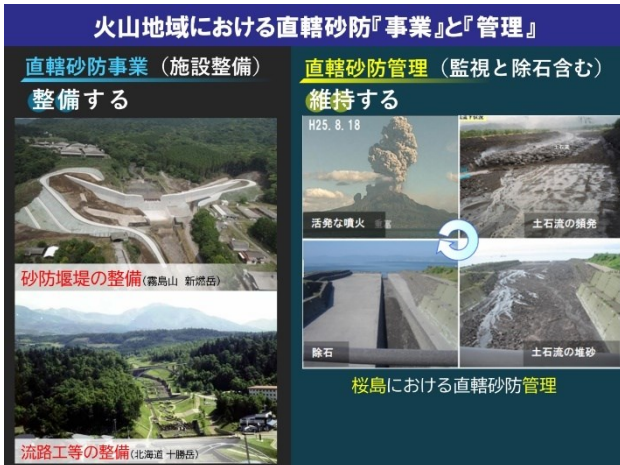 火山地域における直轄砂防『事業』と『管理』
直轄砂防事業（施設整備）
整備する
砂防堰堤の整備(霧島山 新燃岳)
流路工等の整備(北海道 十勝岳)
直轄砂防管理（監視と除石含む）
維持する
H25. 8. 18
活発な噴火
土石流の頻発
除石
土石流の堆砂
桜島における直轄砂防管理